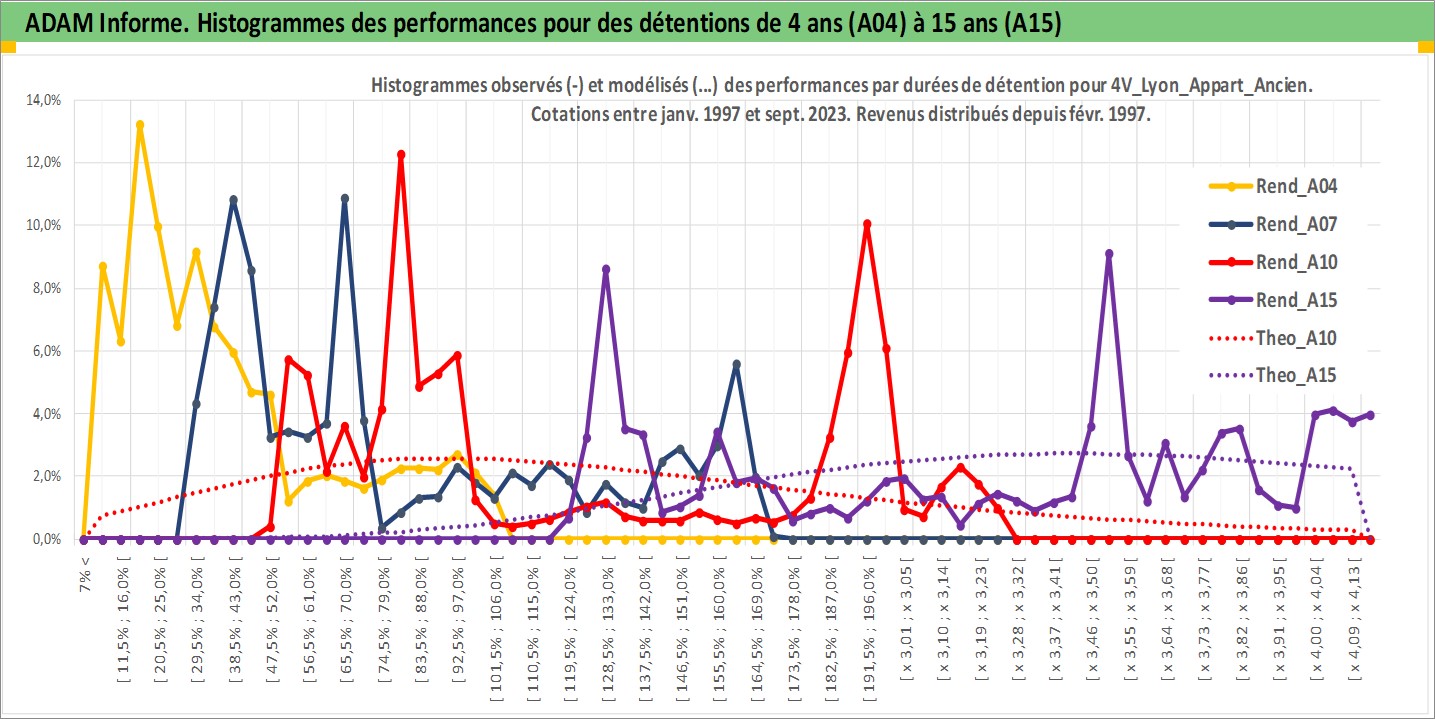 ADAM Informe. Histogrammes des performances pour des détentions de 4 ans (A04) à 15 ans (A15)
Histogrammes observés (-) et modélisés (...) des performances par durées de détention pour 4V_Lyon_Appart_Ancien.
Cotations entre janv. 1997 et sept. 2023. Revenus distribués depuis févr. 1997.
14,0%
12,0%
10,0%
8,0%
6,0%
4,0%
2,0%
0,0%
Rend_A04
Rend_A07
Rend_A10
Rend_A15
Theo_A10
Theo_A15
7% <
[ 11,5% ; 16,0% [
[ 20,5% ; 25,0% [
[ 29,5% ; 34,0% [
[ 38,5% ; 43,0% [
[ 47,5% ; 52,0% [
[ 56,5% ; 61,0% [
[ 65,5% ; 70,0% [
[ 74,5% ; 79,0% [
[ 83,5% ; 88,0% [
[ 92,5% ; 97,0% [
[ 101,5% ; 106,0% [
[ 110,5% ; 115,0% [
[ 119,5% ; 124,0% [
[ 128,5% ; 133,0% [
[ 137,5% ; 142,0% [
[ 146,5% ; 151,0% [
[ 155,5% ; 160,0% [
[ 164,5% ; 169,0% [
[ 173,5% ; 178,0% [
[ 182,5% ; 187,0% [
[ 191,5% ; 196,0% [
[ x 3,01 ; x 3,05 [
[ x 3,10 ; x 3,14 [
[ x 3,19 ; x 3,23 [
[ x 3,28 ; x 3,32 [
[ x 3,37 ; x 3,41 [
[ x 3,46 ; x 3,50 [
[ x 3,55 ; x 3,59 [
[ x 3,64 ; x 3,68 [
[ x 3,73 ; x 3,77 [
[ x 3,82 ; x 3,86 [
[ x 3,91 ; x 3,95 [
[ x 4,00 ; x 4,04 [
[ x 4,09 ; x 4,13 [